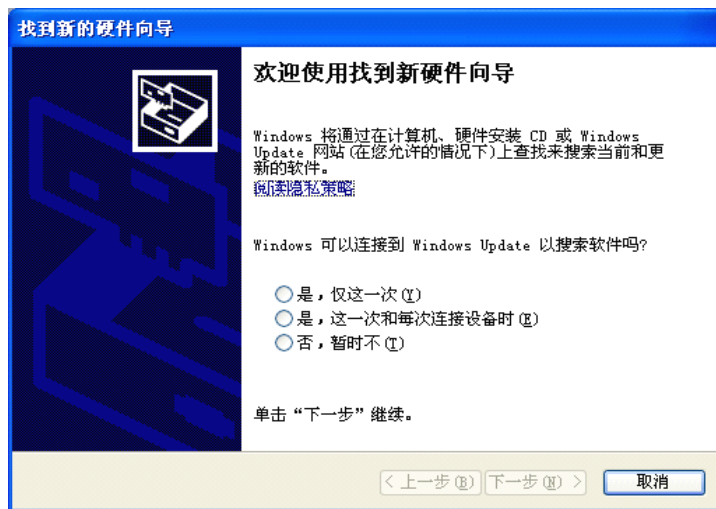 找到新的硬件向导
欢迎使用找到新硬件向导
Windows 将通过在计算机、硬件安装 CD 或 Windows
Update 网站(在您允许的情况下)上查找来搜索当前和更
新的软件。
阅读隐私策略
Windows 可以连接到 Windows Update 以搜索软件吗?
是，仅这一次(Y)
是，这一次和每次连接设备时(E)
否，暂时不(T)
单击“下一步”继续。
< 上一步(B) 下一步(N) > 取消